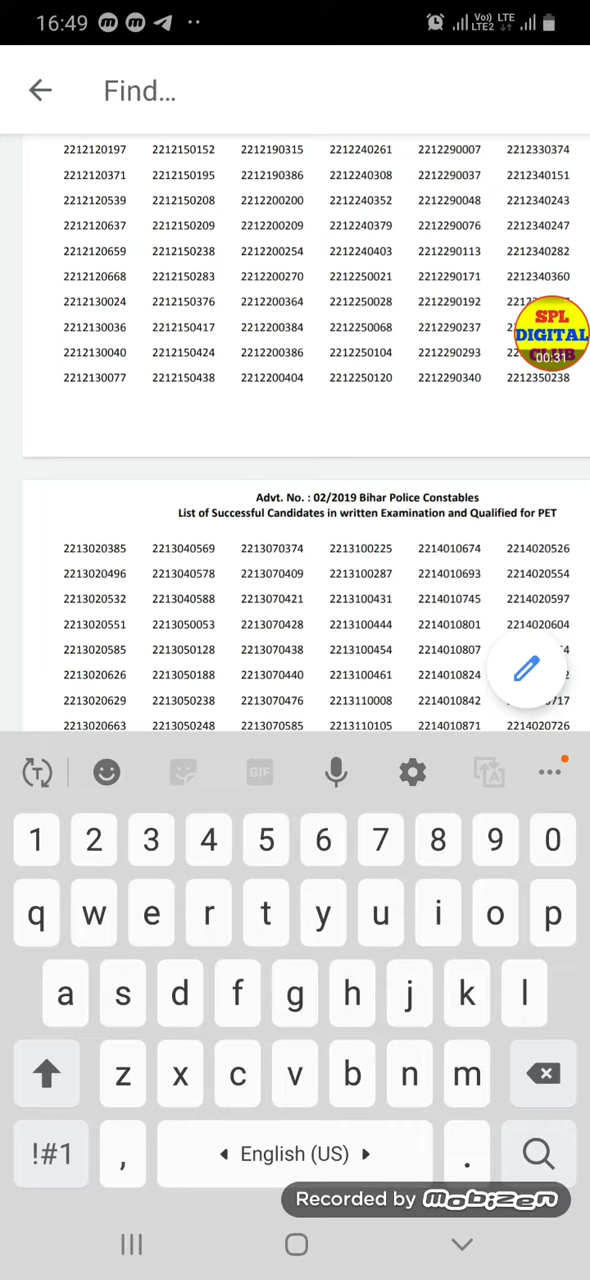 16:49 Vo)) LTE LTE2
Find...
2212120197 2212150152 2212190315 2212240261 2212290007 2212330374
2212120371 2212150195 2212190386 2212240308 2212290037 2212340151
2212120539 2212150208 2212200200 2212240352 2212290048 2212340243
2212120637 2212150209 2212200209 2212240379 2212290076 2212340247
2212120659 2212150238 2212200254 2212240403 2212290113 2212340282
2212120668 2212150283 2212200270 2212250021 2212290171 2212340360
2212130024 2212150376 2212200364 2212250028 2212290192
2212130036 2212150417 2212200384 2212250068 2212290237
2212130040 2212150424 2212200386 2212250104 2212290293
2212130077 2212150438 2212200404 2212250120 2212290340 2212350238
SPL
DIGITAL
CLUB
00:31
Advt. No. : 02/2019 Bihar Police Constables
List of Successful Candidates in written Examination and Qualified for PET
2213020385 2213040569 2213070374 2213100225 2214010674 2214020526
2213020496 2213040578 2213070409 2213100287 2214010693 2214020554
2213020532 2213040588 2213070421 2213100431 2214010745 2214020597
2213020551 2213050053 2213070428 2213100444 2214010801 2214020604
2213020585 2213050128 2213070438 2213100454 2214010807
2213020626 2213050188 2213070440 2213100461 2214010824
2213020629 2213050238 2213070476 2213110008 2214010842
2213020663 2213050248 2213070585 2213110105 2214010871 2214020726
T GIF
1 2 3 4 5 6 7 8 9 0
q w e r t y u i o p
a s d f g h j k l
z x c v b n m
!#1 , English (US) .
Recorded by mobizen